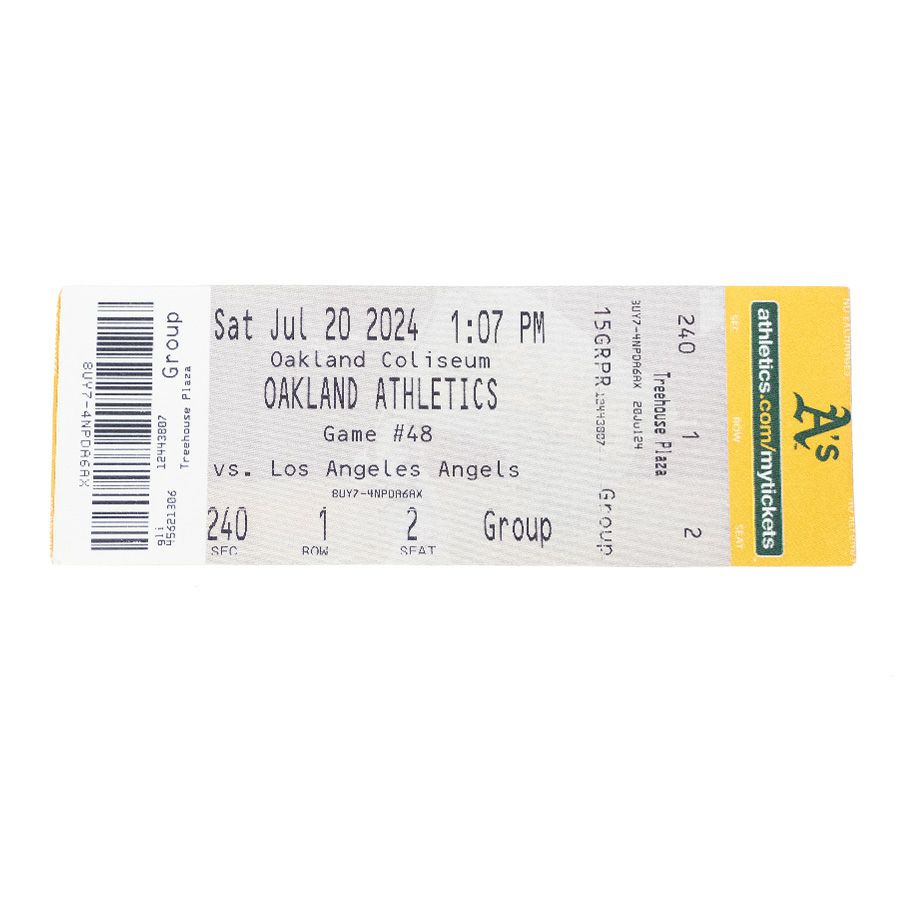 8UY7-4NPDA6AX
12443807
45621306
Group
Treehouse Plaza
Sat Jul 20 2024 1:07 PM
Oakland Coliseum
OAKLAND ATHLETICS
Game #48
vs. Los Angeles Angels
8UY7-4NPDA6AX
240 1 2 Group
SEC ROW SEAT
15GRPR 12443807 Group
8UY7-4NPDA6AX 20Jul24
Treehouse Plaza
240 1 2
SEC ROW SEAT
athletics.com/mytickets
A's